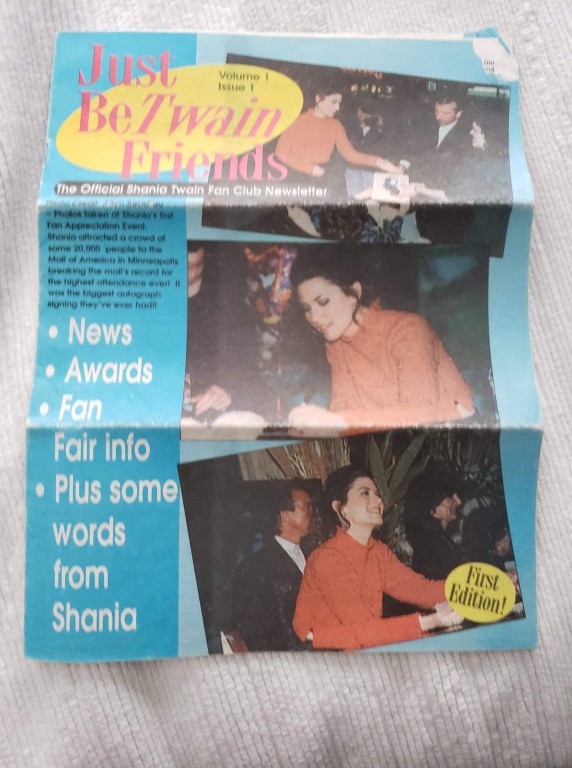 Just
BeTwain
Friends
Volume 1
Issue 1
The Official Shania Twain Fan Club Newsletter
Photo Credit:
- Photos taken at Shania's first
Fan Appreciation Event.
Shania attracted a crowd of
some 20,000 people to the
Mall of America in Minneapolis
breaking the mall's record for
the highest attendance ever! It
was the biggest autograph
signing they've ever had!!
• News
• Awards
• Fan
Fair info
• Plus some
words
from
Shania
First
Edition!